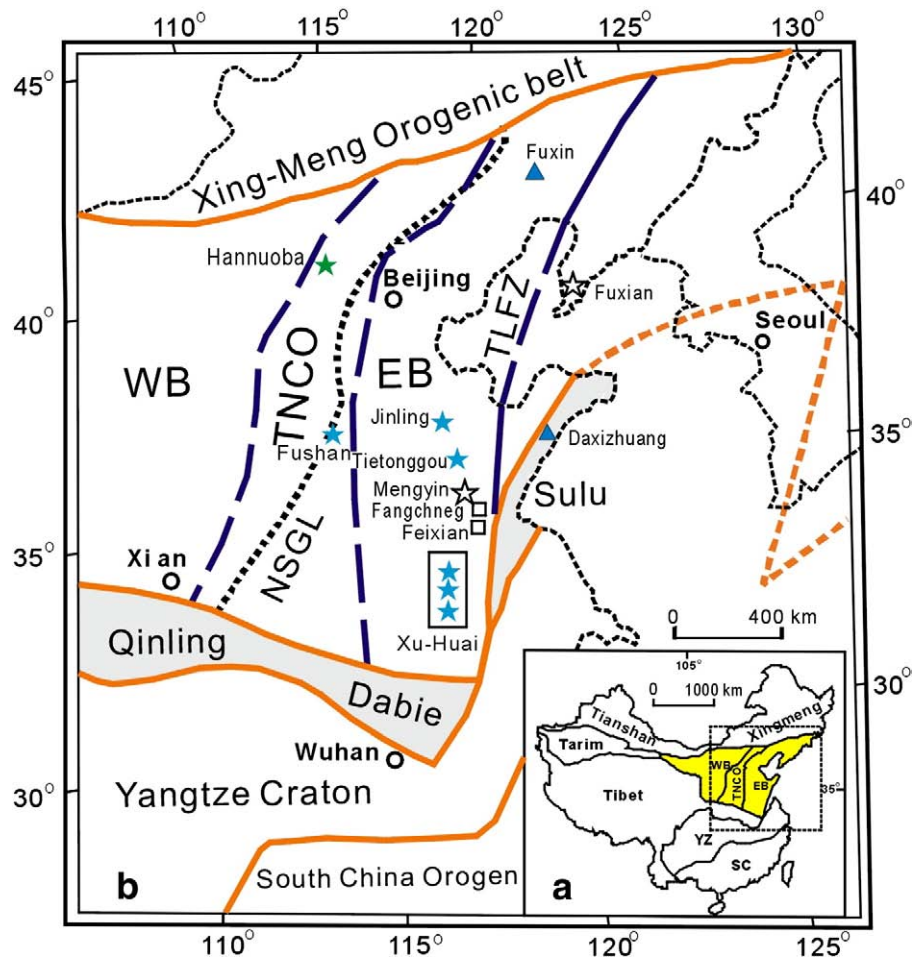 110° 115° 120° 125° 130°
45°
Xing-Meng Orogenic belt
Fuxin
40°
Hannuoba
Beijing
Fuxian
TLFZ
Seoul
40°
WB
TNCO
EB
Jinling
35°
Fushan
Tietonggou
Daxizhuang
Mengyin
Sulu
Fangchneg
Feixian
35°
Xi an
NSGL
0 400 km
Xu-Huai
Qinling
30°
Dabie
Wuhan
30°
Yangtze Craton
South China Orogen
b
110° 115° 120° 125°
105°
0 1000 km
Tianshan
Xingmeng
Tarim
WB
TNCO
EB
35°
Tibet
YZ
SC
a